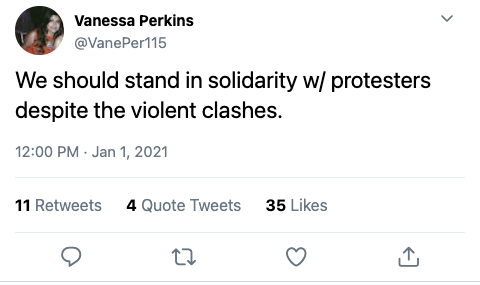 Vanessa Perkins
@VanePer115
We should stand in solidarity w/ protesters
despite the violent clashes.
12:00 PM · Jan 1, 2021
11 Retweets 4 Quote Tweets 35 Likes